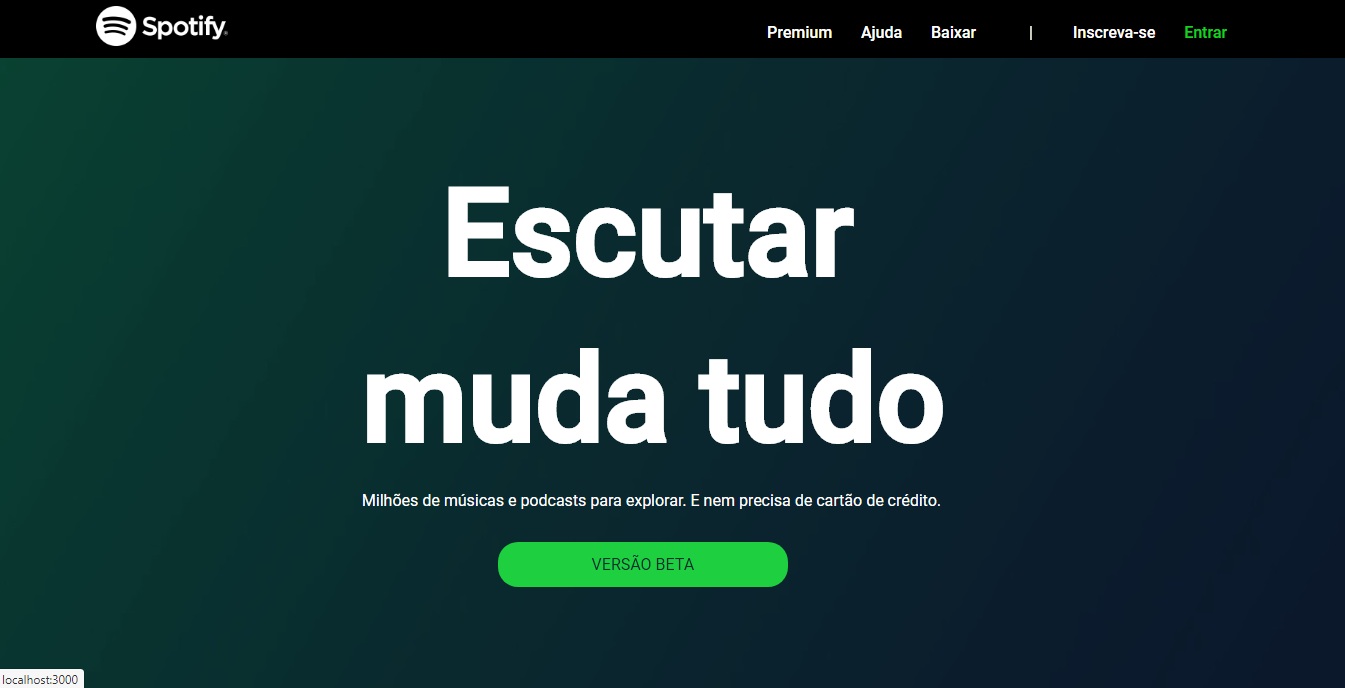 Spotify®
Premium Ajuda Baixar | Inscreva-se Entrar
Escutar
muda tudo
Milhões de músicas e podcasts para explorar. E nem precisa de cartão de crédito.
VERSÃO BETA
localhost:3000